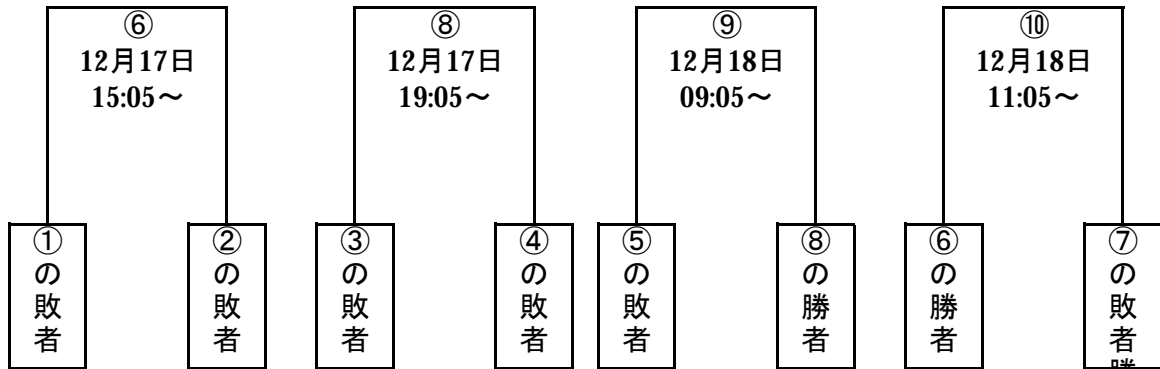 ⑥
12月17日
15:05～
⑧
12月17日
19:05～
⑨
12月18日
09:05～
⑩
12月18日
11:05～
①の敗者
②の敗者
③の敗者
④の敗者
⑤の敗者
⑧の勝者
⑥の勝者
⑦の敗者